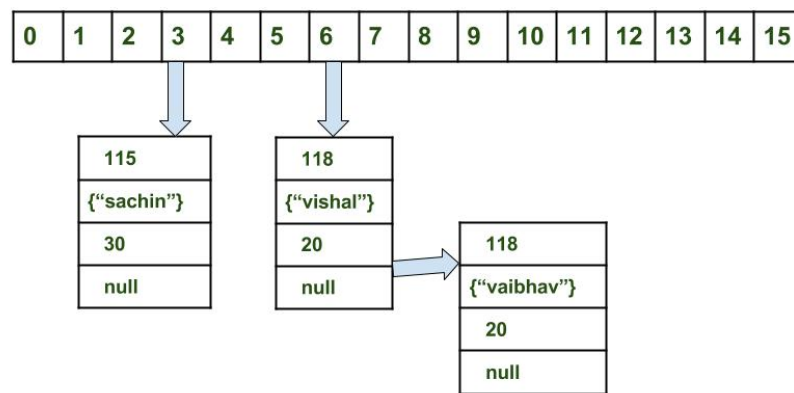 0 1 2 3 4 5 6 7 8 9 10 11 12 13 14 15
115
{“sachin”}
30
null
118
{“vishal”}
20
null
118
{“vaibhav”}
20
null